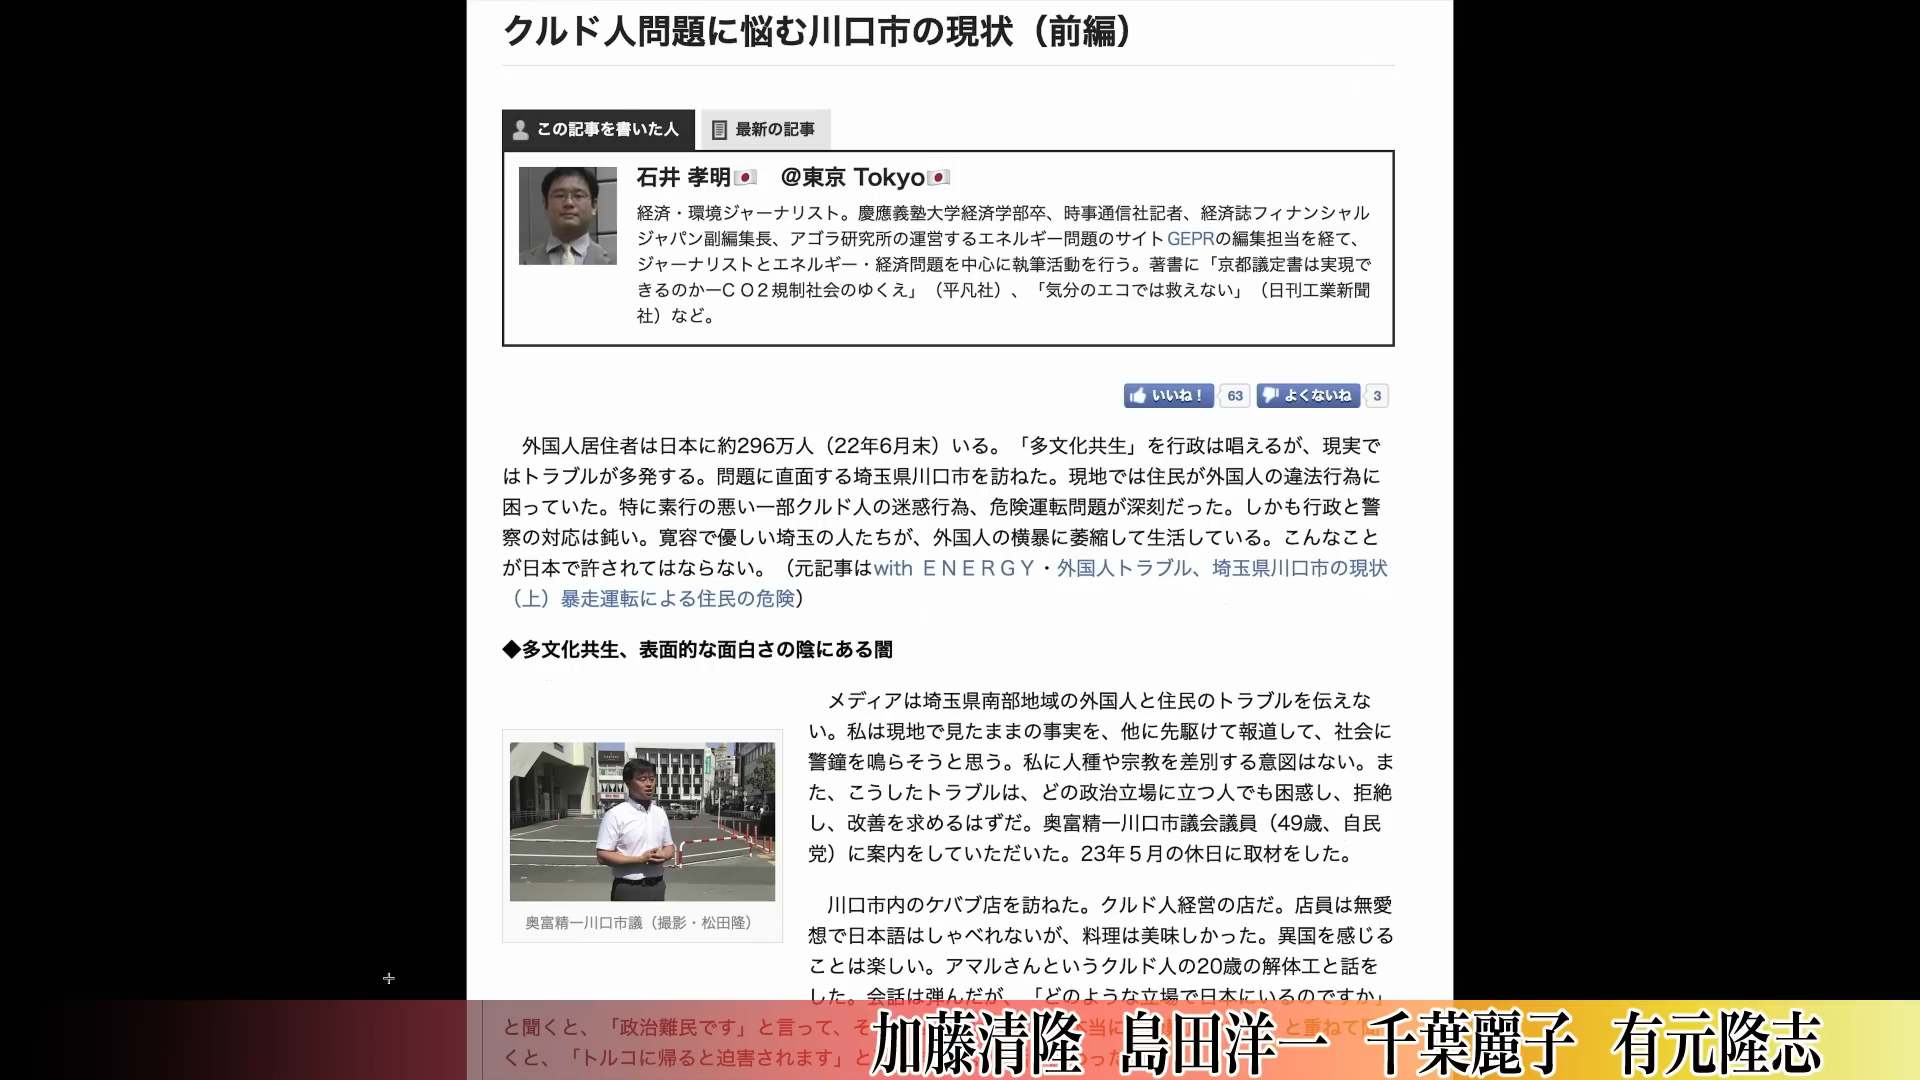 クルド人問題に悩む川口市の現状（前編）
この記事を書いた人
最新の記事
石井 孝明🇯🇵 @東京 Tokyo🇯🇵
経済・環境ジャーナリスト。慶應義塾大学経済学部卒、時事通信社記者、経済誌フィナンシャル
ジャパン副編集長、アゴラ研究所の運営するエネルギー問題のサイトGEPRの編集担当を経て、
ジャーナリストとエネルギー・経済問題を中心に執筆活動を行う。著書に「京都議定書は実現で
きるのか―ＣＯ２規制社会のゆくえ」（平凡社）、「気分のエコでは救えない」（日刊工業新聞
社）など。
いいね！ 63 よくないね 3
外国人居住者は日本に約296万人（22年6月末）いる。「多文化共生」を行政は唱えるが、現実で
はトラブルが多発する。問題に直面する埼玉県川口市を訪ねた。現地では住民が外国人の違法行為に
困っていた。特に素行の悪い一部クルド人の迷惑行為、危険運転問題が深刻だった。しかも行政と警
察の対応は鈍い。寛容で優しい埼玉の人たちが、外国人の横暴に萎縮して生活している。こんなこと
が日本で許されてはならない。（元記事はwith ＥＮＥＲＧＹ・外国人トラブル、埼玉県川口市の現状
（上）暴走運転による住民の危険）
◆多文化共生、表面的な面白さの陰にある闇
メディアは埼玉県南部地域の外国人と住民のトラブルを伝えな
い。私は現地で見たままの事実を、他に先駆けて報道して、社会に
警鐘を鳴らそうと思う。私に人種や宗教を差別する意図はない。ま
た、こうしたトラブルは、どの政治立場に立つ人でも困惑し、拒絶
し、改善を求めるはずだ。奥富精一川口市議会議員（49歳、自民
党）に案内をしていただいた。23年５月の休日に取材をした。
奥富精一川口市議（撮影・松田隆）
川口市内のケバブ店を訪ねた。クルド人経営の店だ。店員は無愛
想で日本語はしゃべれないが、料理は美味しかった。異国を感じる
ことは楽しい。アマルさんというクルド人の20歳の解体工と話を
した。会話は弾んだが、「どのような立場で日本にいるのですか」
と聞くと、「政治難民です」と言って、そ
と重ねて聞
くと、「トルコに帰ると迫害されます」と
加藤清隆 島田洋一 千葉麗子 有元隆志